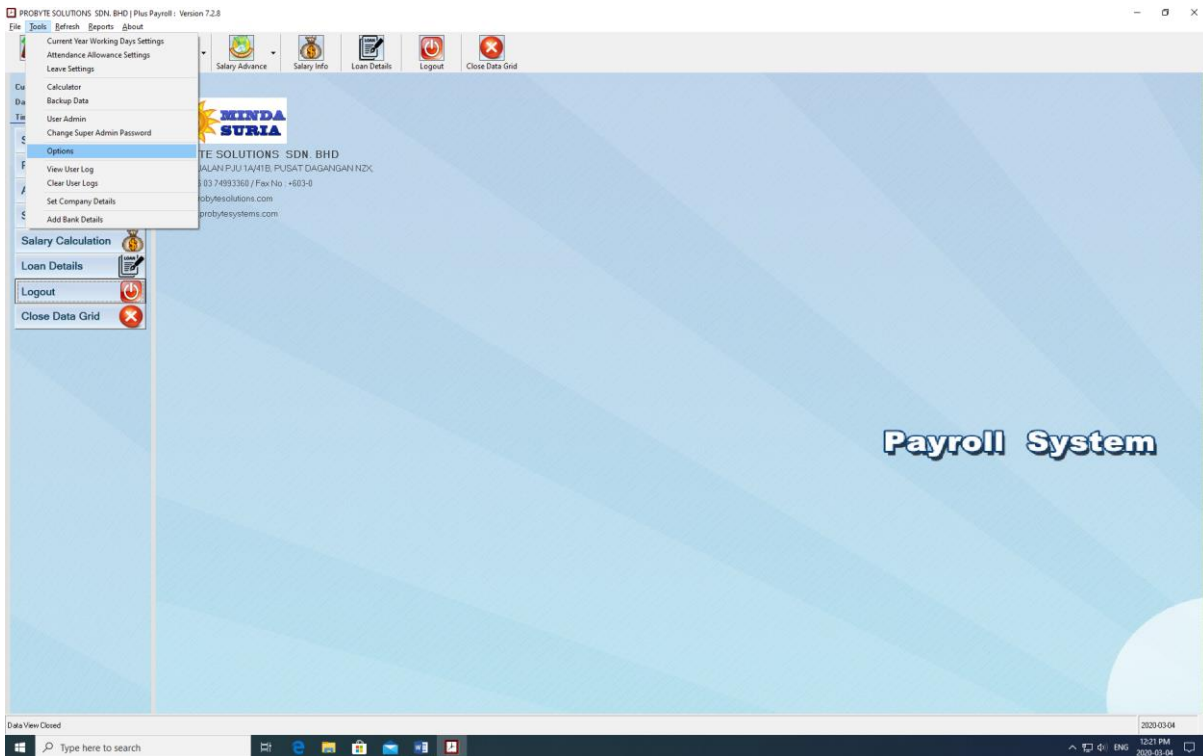 PROBYTE SOLUTIONS SDN. BHD | Plus Payroll : Version 7.2.8
File Tools Refresh Reports About
Current Year Working Days Settings
Attendance Allowance Settings
Leave Settings
Calculator
Backup Data
User Admin
Change Super Admin Password
Options
View User Log
Clear User Logs
Set Company Details
Add Bank Details
Salary Advance
Salary Info
Loan Details
Logout
Close Data Grid
MINDA
SURIA
SOLUTIONS SDN. BHD
JALAN PJU 1A/41B, PUSAT DAGANGAN NZX,
03 74993360 / Fax No : +603-0
probytesystems.com
Salary Calculation
Loan Details
LOAN
Logout
Close Data Grid
Payroll System
Data View Closed
2020-03-04
Type here to search
ENG
12:21 PM
2020-03-04